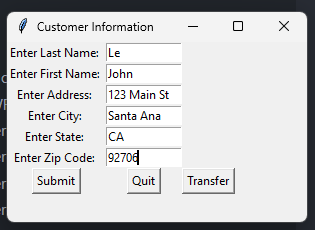 Customer Information
Enter Last Name: Le
Enter First Name: John
Enter Address: 123 Main St
Enter City: Santa Ana
Enter State: CA
Enter Zip Code: 92706
Submit Quit Transfer